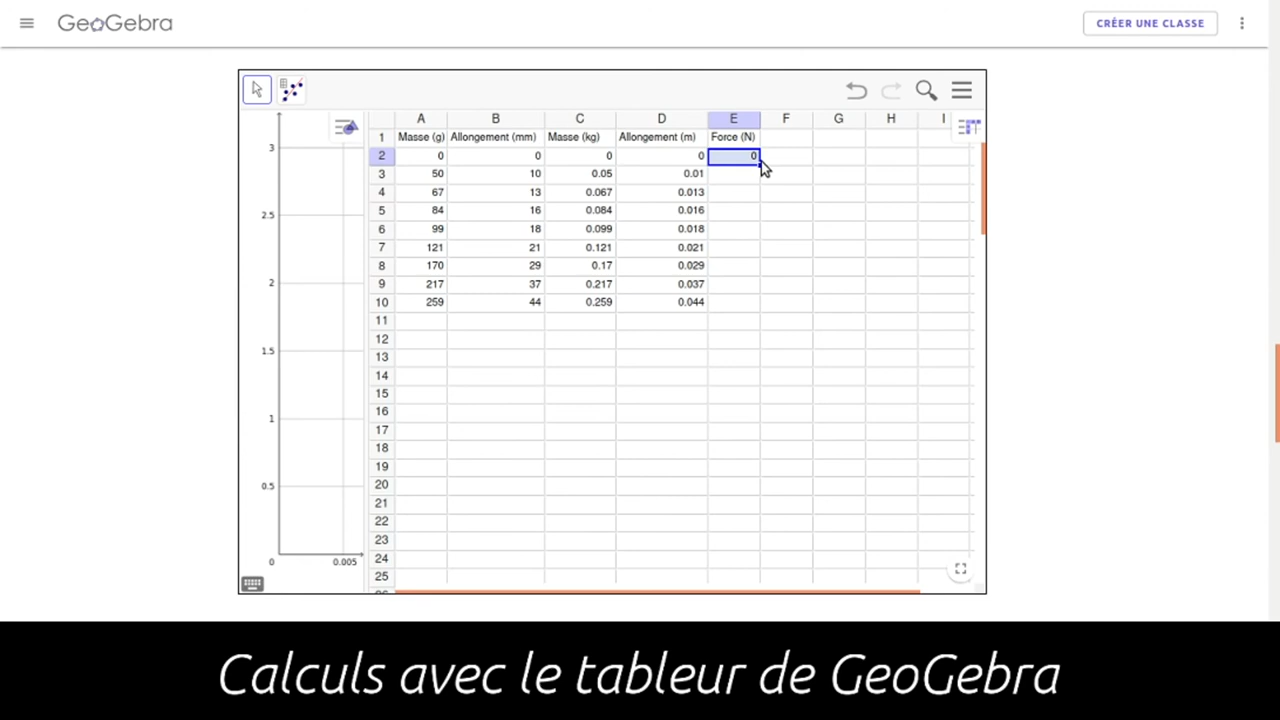 GeoGebra
CRÉER UNE CLASSE
A B C D E F G H I
1 Masse (g) Allongement (mm) Masse (kg) Allongement (m) Force (N)
2 0 0 0 0 0
3 50 10 0.05 0.01
4 67 13 0.067 0.013
5 84 16 0.084 0.016
6 99 18 0.099 0.018
7 121 21 0.121 0.021
8 170 29 0.17 0.029
9 217 37 0.217 0.037
10 259 44 0.259 0.044
11
12
13
14
15
16
17
18
19
20
21
22
23
24
25
3
2.5
2
1.5
1
0.5
0 0.005
Calculs avec le tableur de GeoGebra